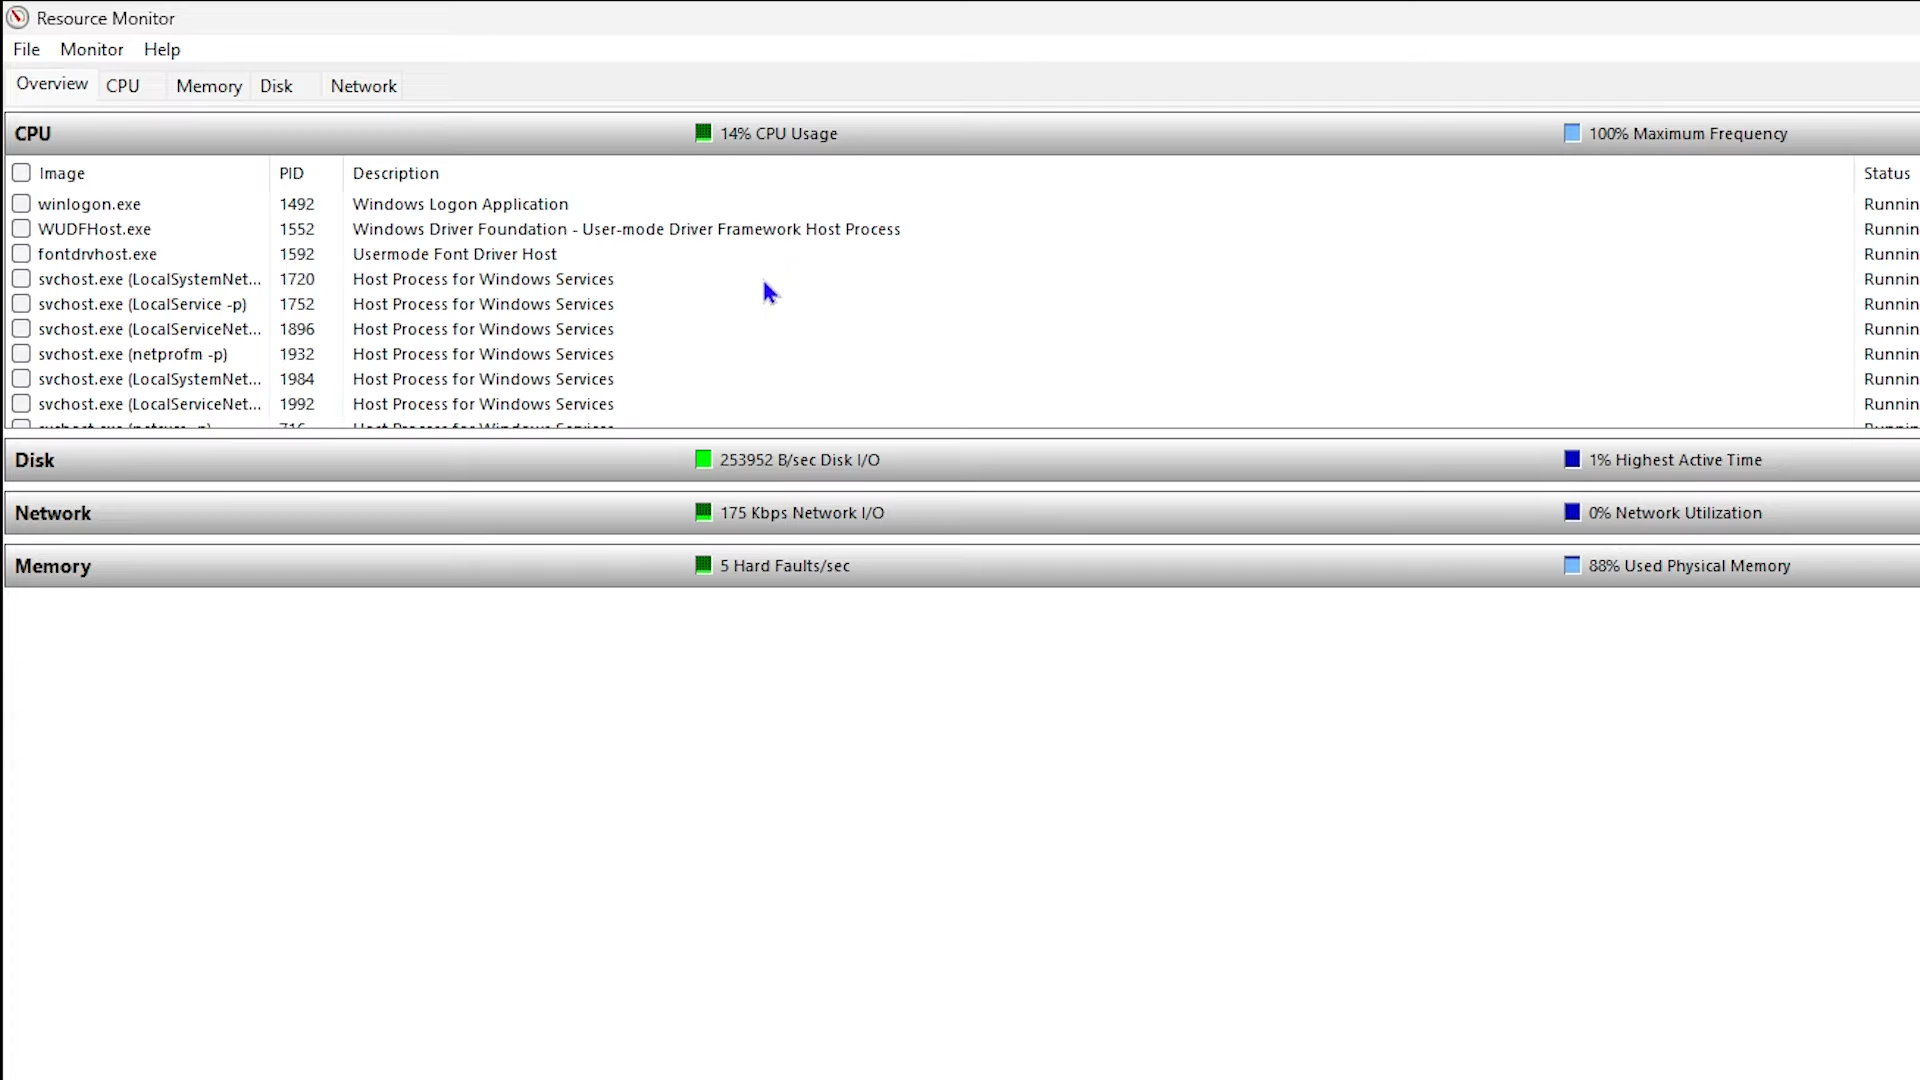 Resource Monitor
File Monitor Help
Overview CPU Memory Disk Network
CPU 14% CPU Usage 100% Maximum Frequency
Image PID Description Status
winlogon.exe 1492 Windows Logon Application Runnin
WUDFHost.exe 1552 Windows Driver Foundation - User-mode Driver Framework Host Process Runnin
fontdrvhost.exe 1592 Usermode Font Driver Host Runnin
svchost.exe (LocalSystemNet... 1720 Host Process for Windows Services Runnin
svchost.exe (LocalService -p) 1752 Host Process for Windows Services Runnin
svchost.exe (LocalServiceNet... 1896 Host Process for Windows Services Runnin
svchost.exe (netprofm -p) 1932 Host Process for Windows Services Runnin
svchost.exe (LocalSystemNet... 1984 Host Process for Windows Services Runnin
svchost.exe (LocalServiceNet... 1992 Host Process for Windows Services Runnin
Disk 253952 B/sec Disk I/O 1% Highest Active Time
Network 175 Kbps Network I/O 0% Network Utilization
Memory 5 Hard Faults/sec 88% Used Physical Memory